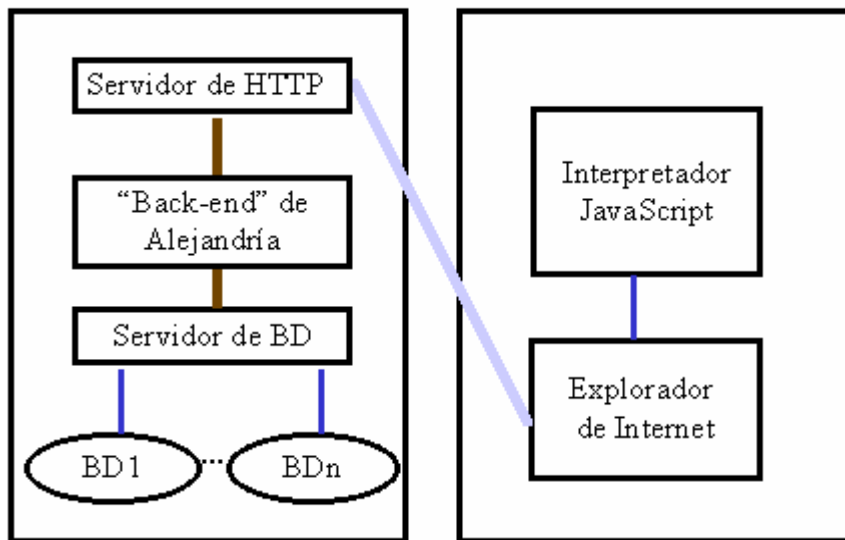 Servidor de HTTP
“Back-end” de
Alejandría
Servidor de BD
BD1
BDn
Interpretador
JavaScript
Explorador
de Internet